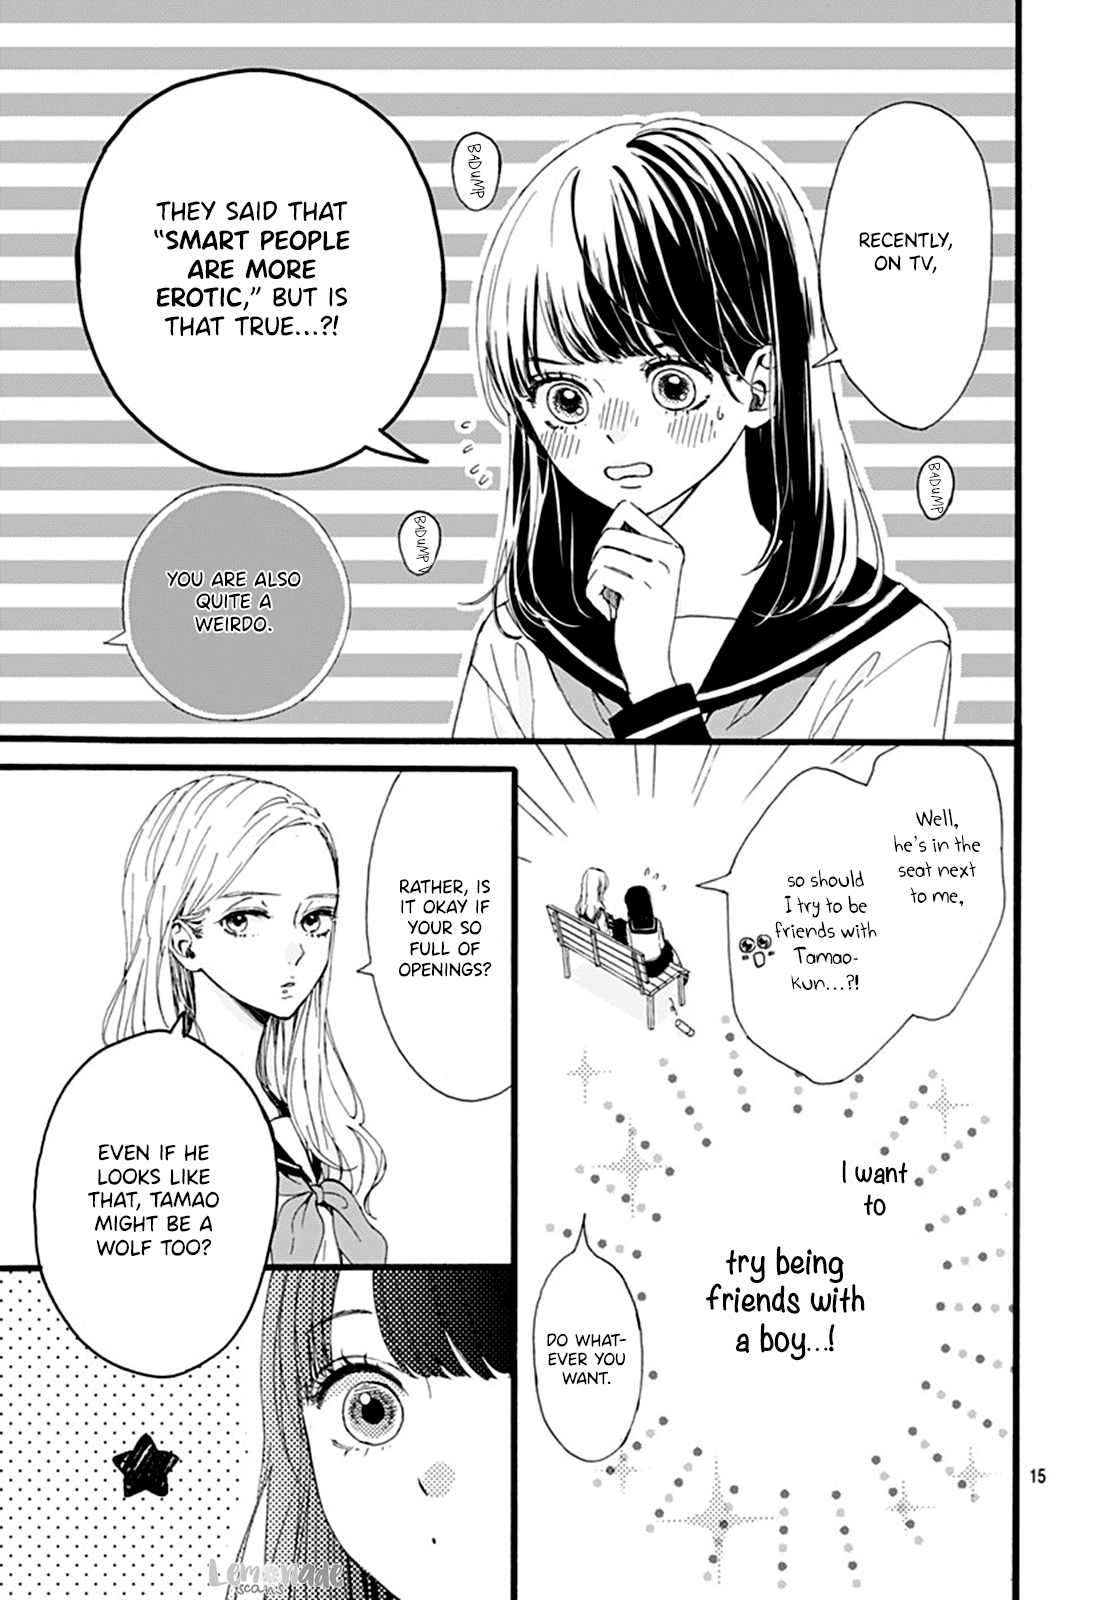 RECENTLY,
ON TV,
BADUMP
THEY SAID THAT
"SMART PEOPLE
ARE MORE
EROTIC," BUT IS
THAT TRUE...?!
BADUMP
BADUMP
YOU ARE ALSO
QUITE A
WEIRDO.
Well,
he's in the
seat next
to me,
so should
I try to be
friends with
Tamao-
kun...?!
I want
to
try being
friends with
a boy...!
DO WHAT-
EVER YOU
WANT.
RATHER, IS
IT OKAY IF
YOUR SO
FULL OF
OPENINGS?
EVEN IF HE
LOOKS LIKE
THAT, TAMAO
MIGHT BE A
WOLF TOO?
15
Lemonade
scans